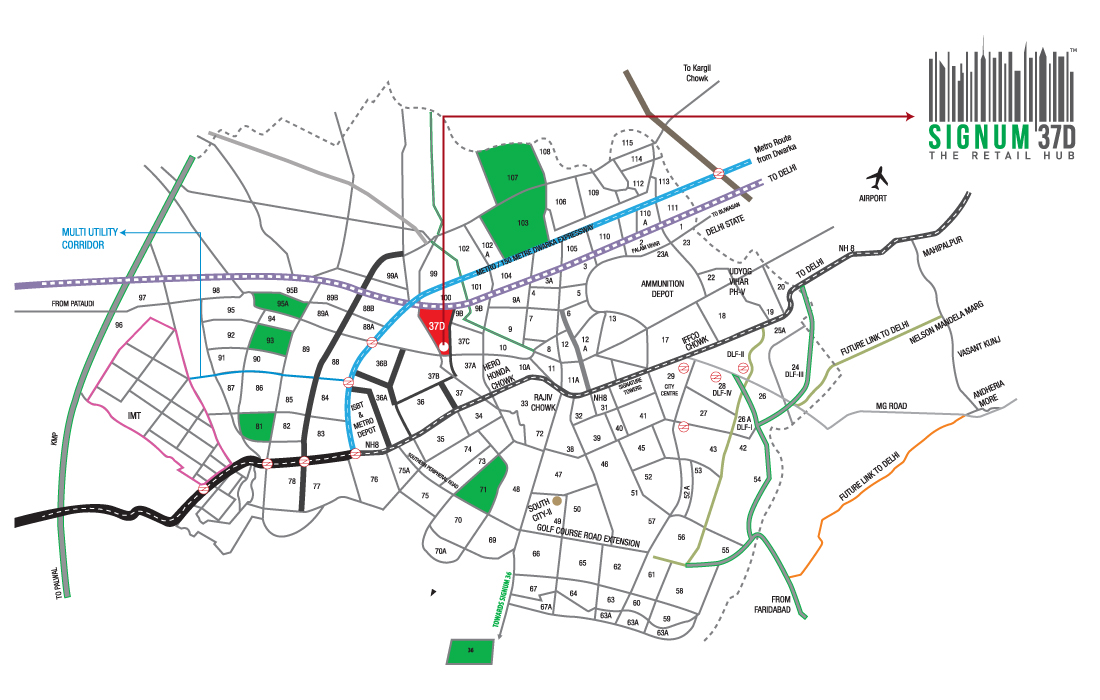 SIGNUM 37D
THE RETAIL HUB
TM
To Kargil
Chowk
Metro Route
from Dwarka
TO DELHI
AIRPORT
115
114
112
113
108
107
109
106
103
110
A
111
TO BIJWASAN
1
DELHI STATE
MULTI UTILITY
CORRIDOR
102
102
A
METRO / 150 METRE DWARKA EXPRESSWAY
105
110
2
PALAM VIHAR
23
23A
NH 8
MAHIPALPUR
99A
99
104
3
101
3A
AMMUNITION
DEPOT
22
UDYOG
VIHAR
PH-V
TO DELHI
20
FROM PATAUDI
97
98
95B
95A
89B
100
9B
9B
9A
4
5
95
94
89A
88B
88A
37D
7
6
13
18
19
25A
NELSON MANDELA MARG
FUTURE LINK TO DELHI
96
92
93
89
9
12
12
A
17
IFFCO
CHOWK
DLF-II
VASANT KUNJ
91
90
88
36B
37C
37A
10
8
HERO
HONDA
CHOWK
10A
11
11A
SIGNATURE
TOWERS
29
CITY
CENTRE
28
DLF-IV
24
DLF-III
37B
87
86
85
84
36A
36
37
33
RAJIV
CHOWK
NH8
31
26
ANDHERIA
MORE
MG ROAD
IMT
81
82
83
ISBT
&
METRO
DEPOT
NH8
34
32
41
27
26 A
DLF-I
35
72
39
40
45
43
42
KMP
78
77
76
75A
SOUTHERN PERIPHERAL ROAD
74
73
38
46
47
52
53
54
FUTURE LINK TO DELHI
75
71
48
SOUTH
CITY-II
49
50
51
52 A
57
70
70A
69
GOLF COURSE ROAD EXTENSION
56
55
66
65
62
61
58
TO PALWAL
TOWARDS SIGNUM 36
67
67A
64
63
63A
60
63A
59
63A
FROM
FARIDABAD
36